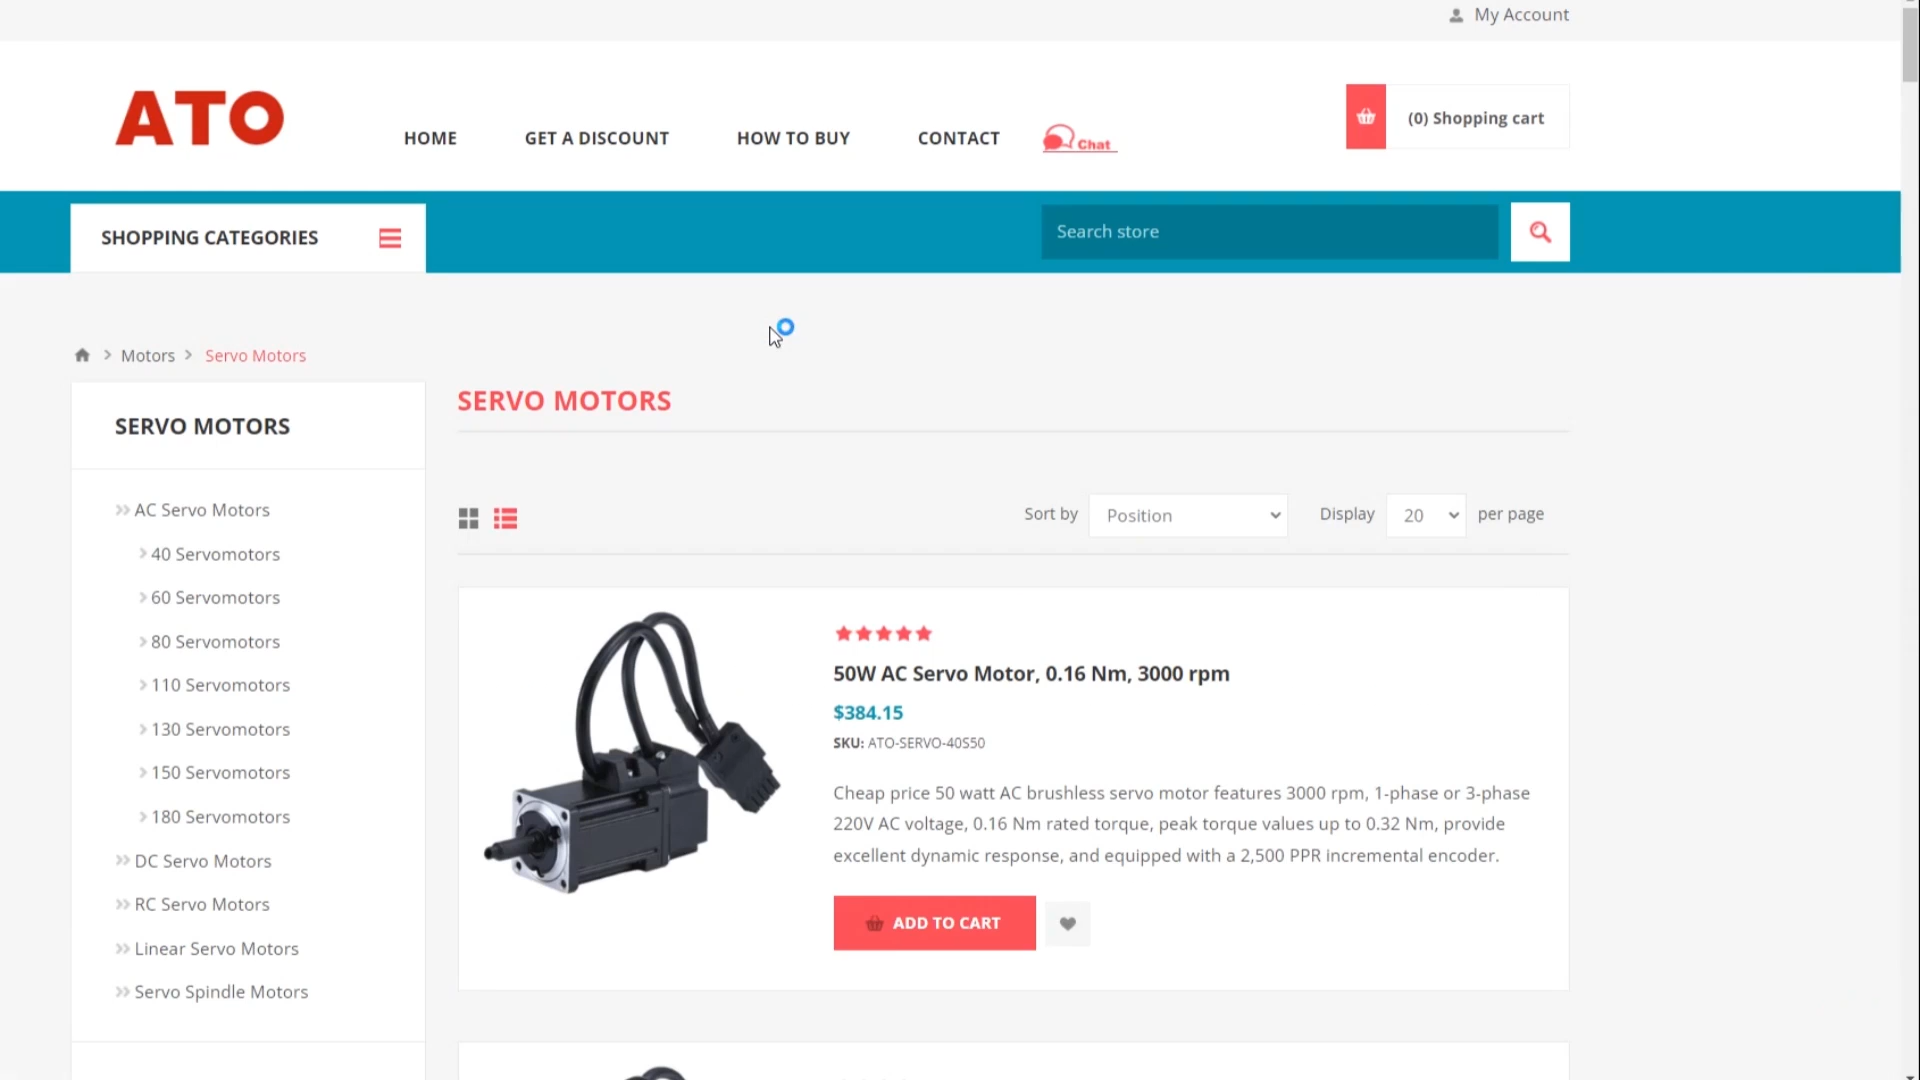 My Account
ATO
HOME
GET A DISCOUNT
HOW TO BUY
CONTACT
Chat
(0) Shopping cart
SHOPPING CATEGORIES
Search store
Motors
Servo Motors
SERVO MOTORS
AC Servo Motors
40 Servomotors
60 Servomotors
80 Servomotors
110 Servomotors
130 Servomotors
150 Servomotors
180 Servomotors
DC Servo Motors
RC Servo Motors
Linear Servo Motors
Servo Spindle Motors
SERVO MOTORS
Sort by Position Display 20 per page
50W AC Servo Motor, 0.16 Nm, 3000 rpm
$384.15
SKU: ATO-SERVO-40S50
Cheap price 50 watt AC brushless servo motor features 3000 rpm, 1-phase or 3-phase
220V AC voltage, 0.16 Nm rated torque, peak torque values up to 0.32 Nm, provide
excellent dynamic response, and equipped with a 2,500 PPR incremental encoder.
ADD TO CART